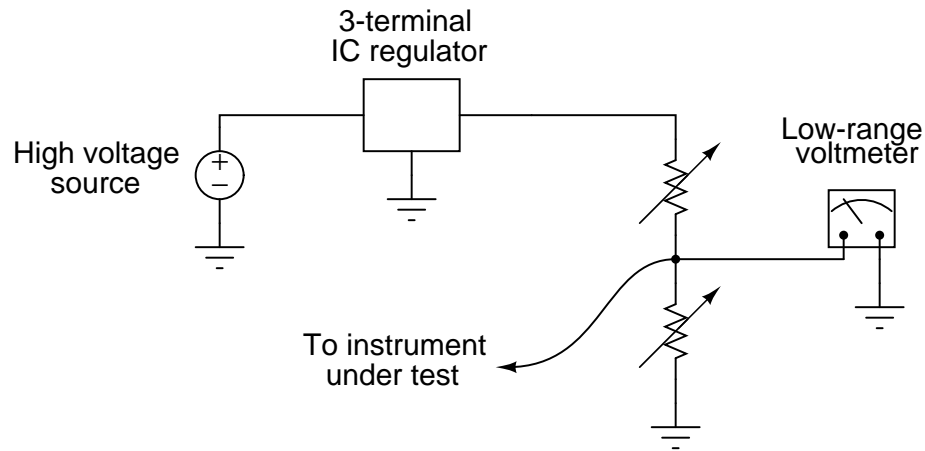 3-terminal
IC regulator
High voltage
source
+
−
Low-range
voltmeter
To instrument
under test